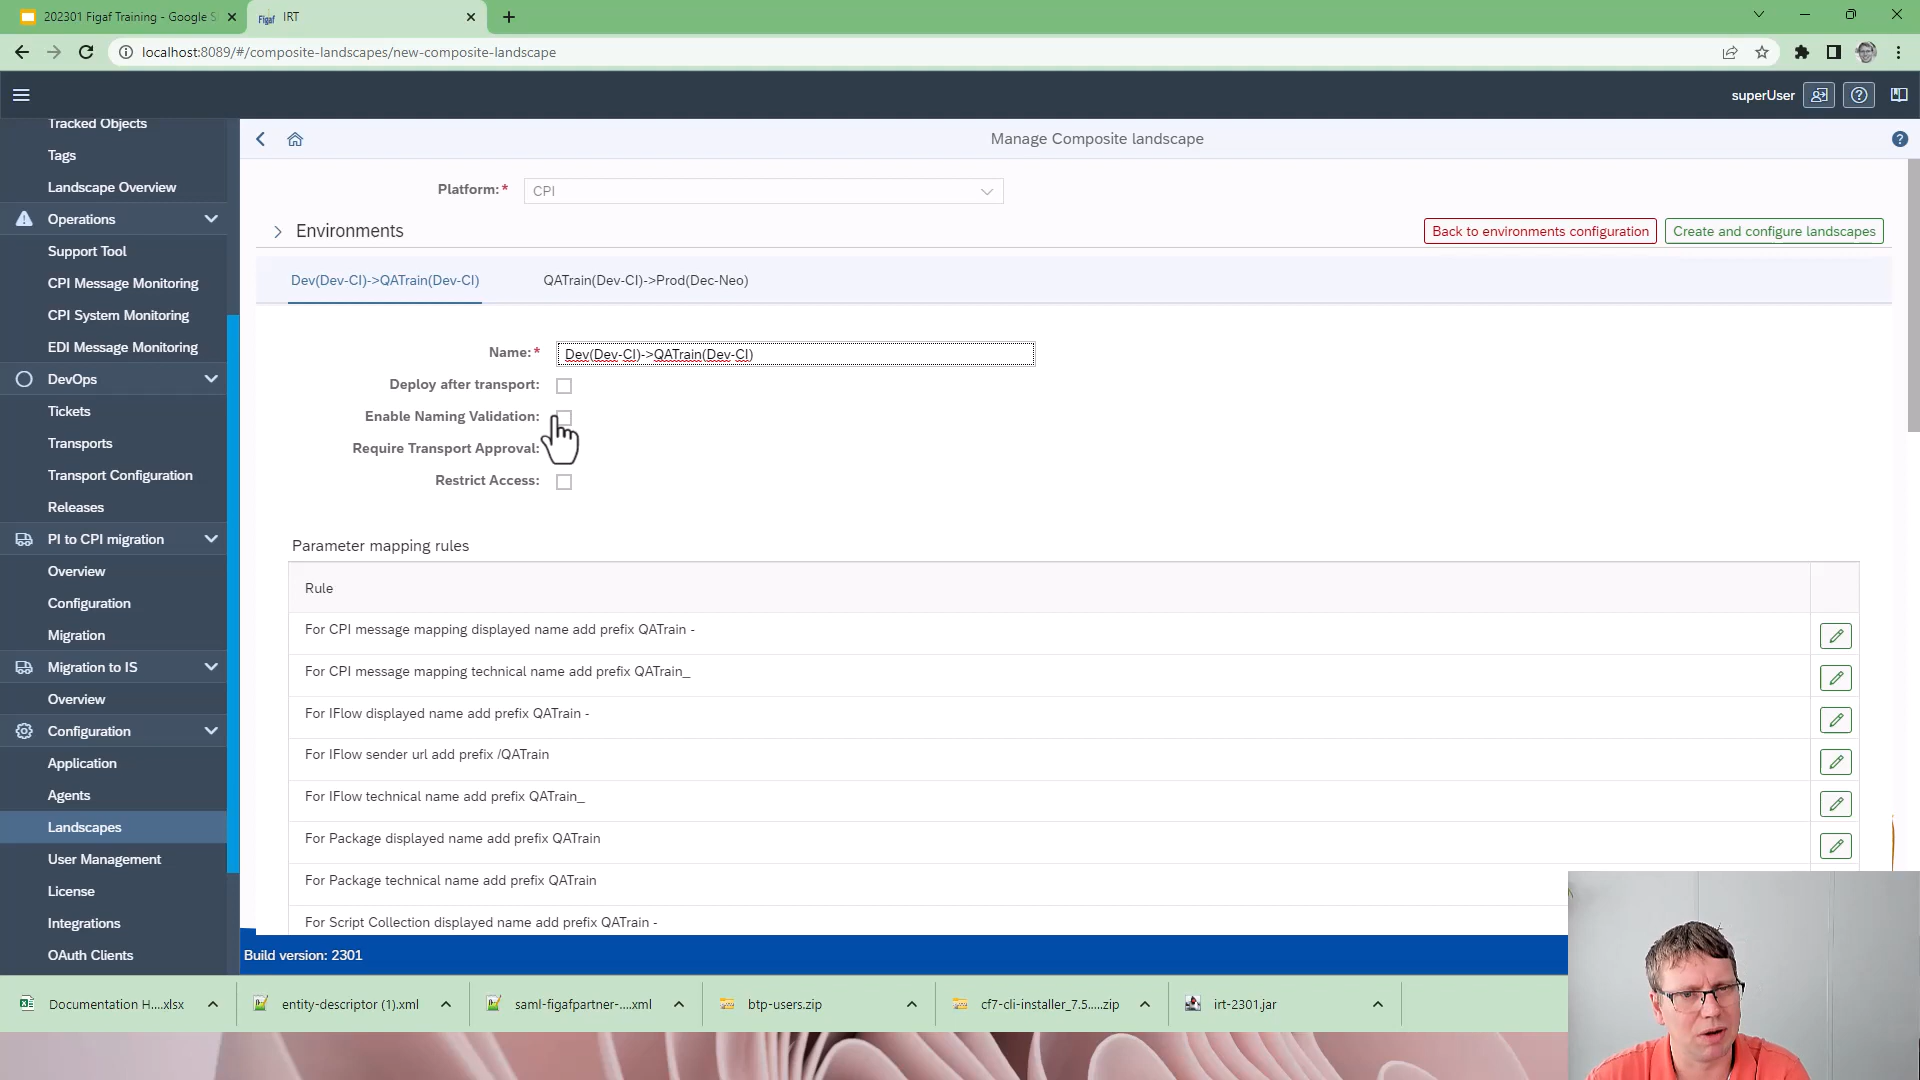 202301 Figaf Training - Google S
Figaf IRT
localhost:8089/#/composite-landscapes/new-composite-landscape
superUser
Tracked Objects
Tags
Landscape Overview
Operations
Support Tool
CPI Message Monitoring
CPI System Monitoring
EDI Message Monitoring
DevOps
Tickets
Transports
Transport Configuration
Releases
PI to CPI migration
Overview
Configuration
Migration
Migration to IS
Overview
Configuration
Application
Agents
Landscapes
User Management
License
Integrations
OAuth Clients
Manage Composite landscape
Platform:* CPI
Environments
Back to environments configuration
Create and configure landscapes
Dev(Dev-CI)->QATrain(Dev-CI)
QATrain(Dev-CI)->Prod(Dec-Neo)
Name:* Dev(Dev-CI)->QATrain(Dev-CI)
Deploy after transport:
Enable Naming Validation:
Require Transport Approval:
Restrict Access:
Parameter mapping rules
Rule
For CPI message mapping displayed name add prefix QATrain -
For CPI message mapping technical name add prefix QATrain_
For IFlow displayed name add prefix QATrain -
For IFlow sender url add prefix /QATrain
For IFlow technical name add prefix QATrain_
For Package displayed name add prefix QATrain
For Package technical name add prefix QATrain
For Script Collection displayed name add prefix QATrain -
Build version: 2301
Documentation H....xlsx
entity-descriptor (1).xml
saml-figafpartner-....xml
btp-users.zip
cf7-cli-installer_7.5.....zip
irt-2301.jar